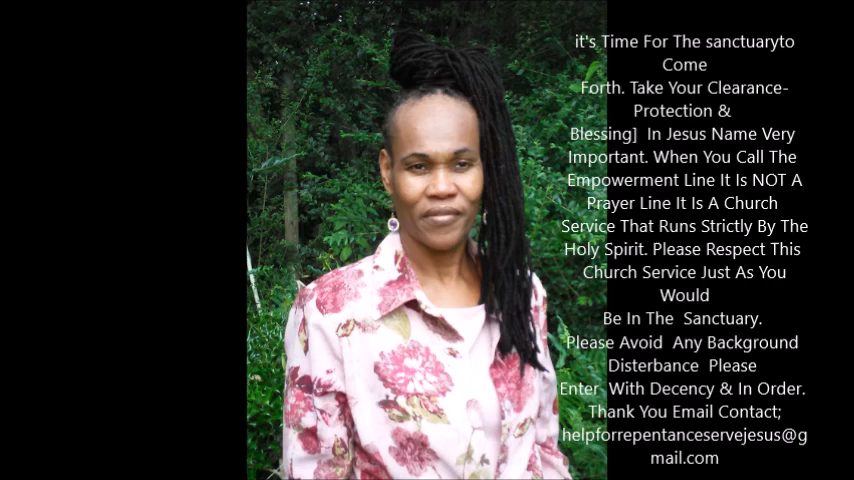 it's Time For The sanctuaryto
Come
Forth. Take Your Clearance-
Protection &
Blessing]  In Jesus Name Very
Important. When You Call The
Empowerment Line It Is NOT A
Prayer Line It Is A Church
Service That Runs Strictly By The
Holy Spirit. Please Respect This
Church Service Just As You
Would
Be In The  Sanctuary.
Please Avoid  Any Background
Disterbance  Please
Enter  With Decency & In Order.
Thank You Email Contact;
helpforrepentanceservejesus@g
mail.com